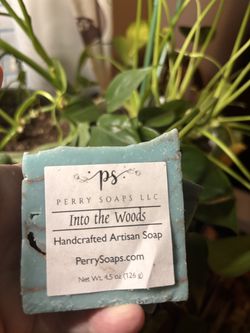 ps
PERRY SOAPS LLC
Into the Woods
Handcrafted Artisan Soap
PerrySoaps.com
Net Wt. 4.5 oz (126 g)